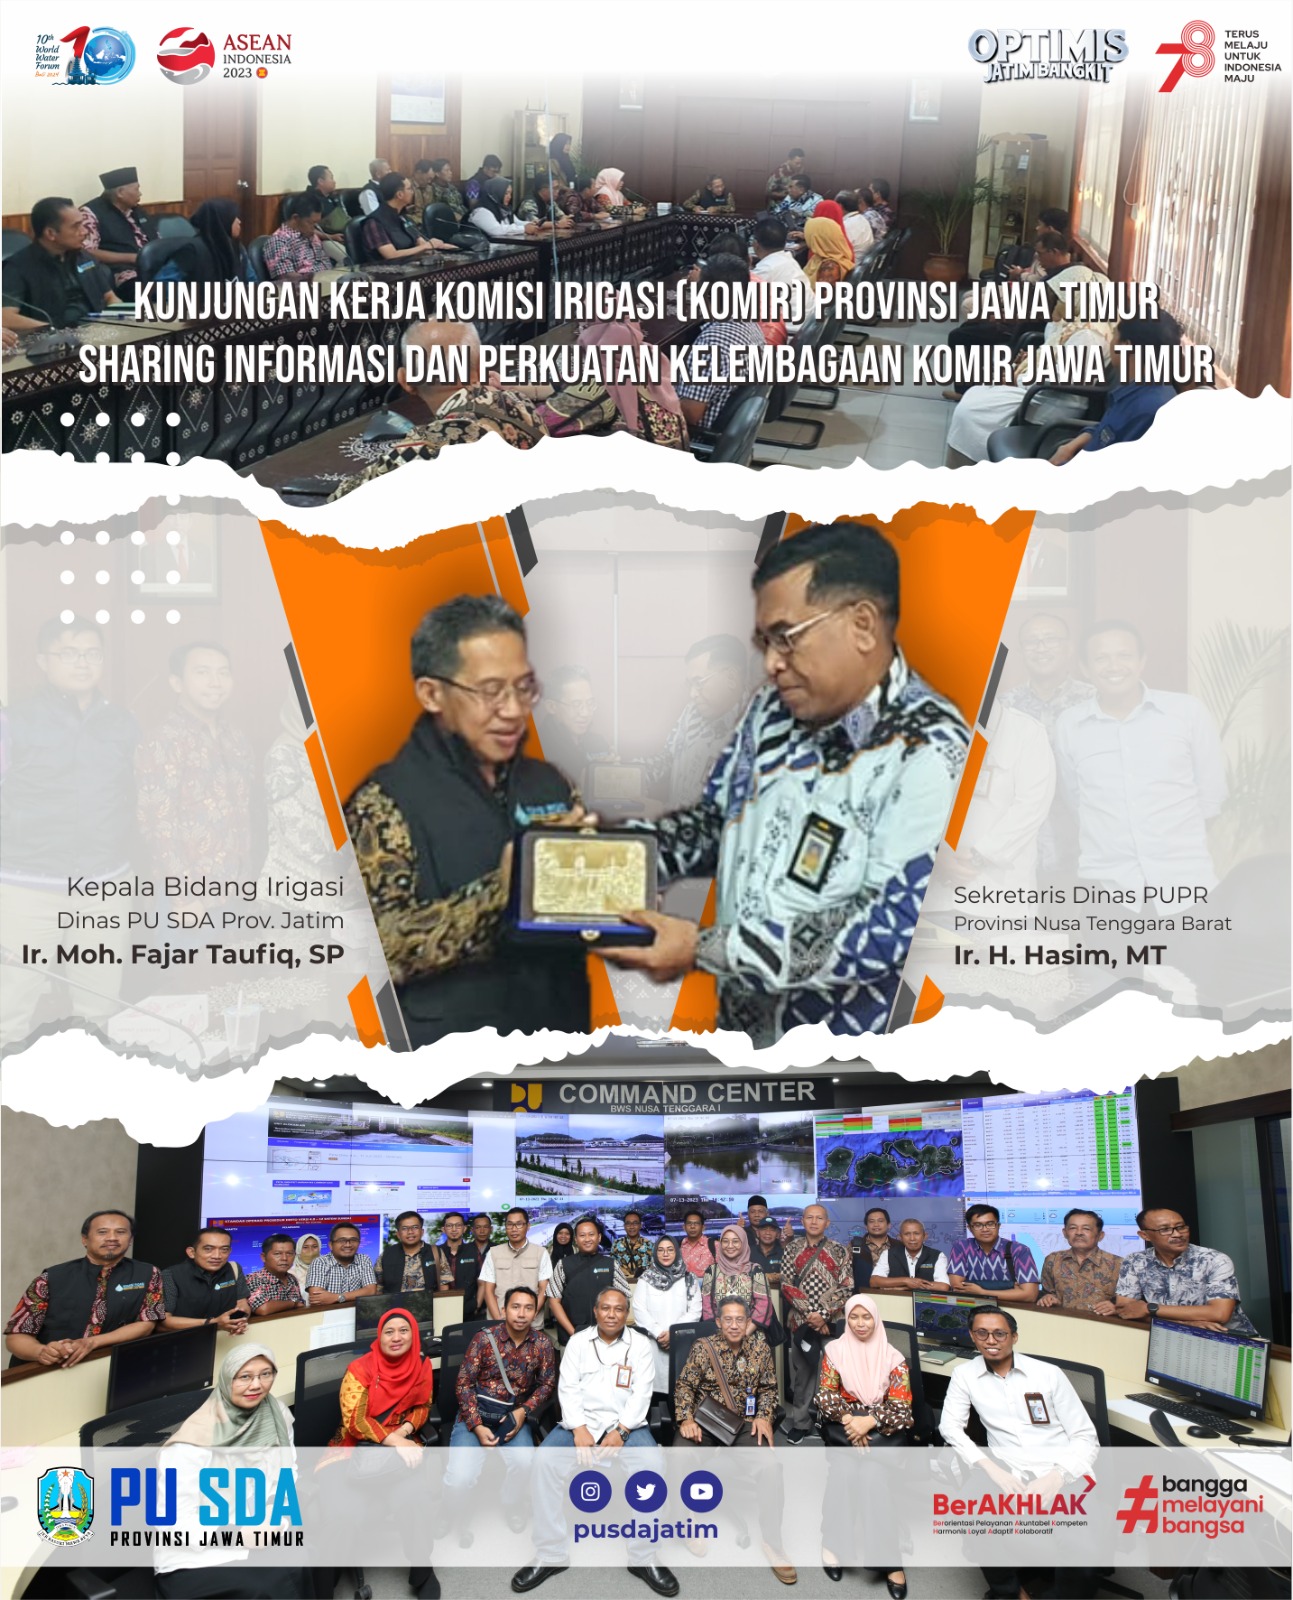 10th
World
Water
Forum
Bali 2024
10
ASEAN
INDONESIA
2023
OPTIMIS
JATIM BANGKIT
78
TERUS
MELAJU
UNTUK
INDONESIA
MAJU
KUNJUNGAN KERJA KOMISI IRIGASI (KOMIR) PROVINSI JAWA TIMUR
SHARING INFORMASI DAN PERKUATAN KELEMBAGAAN KOMIR JAWA TIMUR
Kepala Bidang Irigasi
Dinas PU SDA Prov. Jatim
Ir. Moh. Fajar Taufiq, SP
Sekretaris Dinas PUPR
Provinsi Nusa Tenggara Barat
Ir. H. Hasim, MT
COMMAND CENTER
BWS NUSA TENGGARA I
PU SDA
PROVINSI JAWA TIMUR
pusdajatim
BerAKHLAK
Berorientasi Pelayanan Akuntabel Kompeten
Harmonis Loyal Adaptif Kolaboratif
#bangga
melayani
bangsa